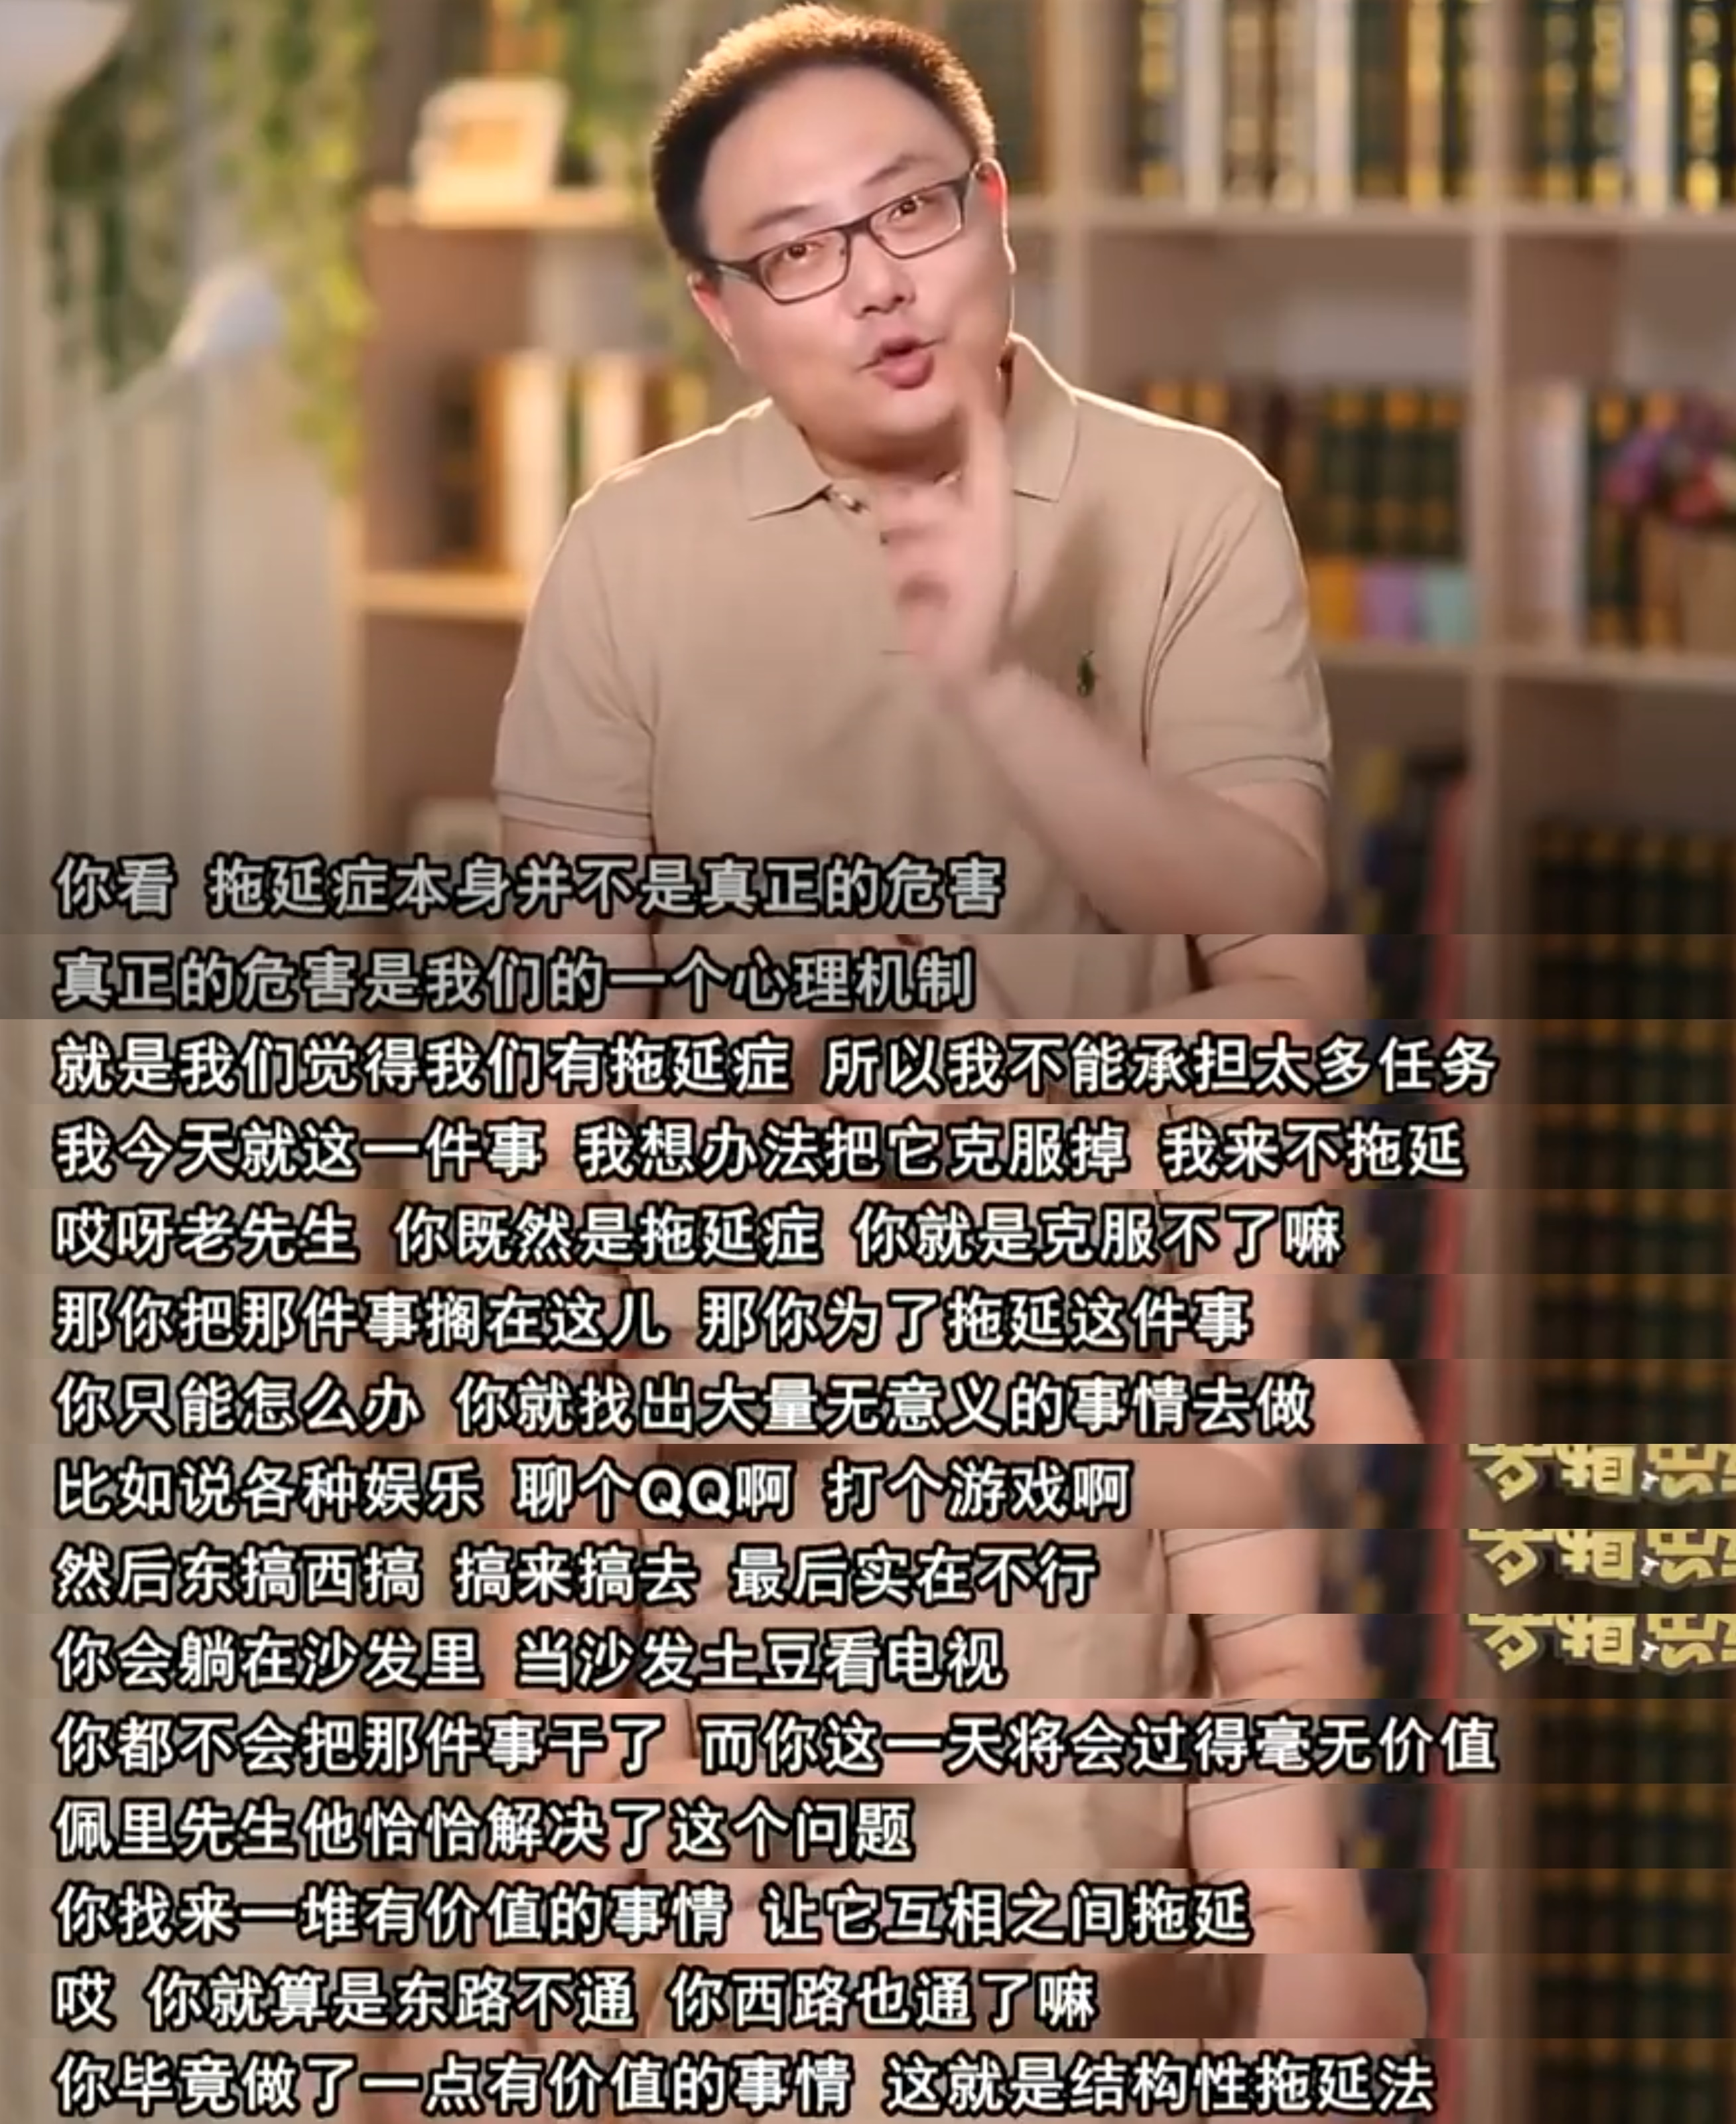 你看 拖延症本身并不是真正的危害
真正的危害是我们的一个心理机制
就是我们觉得我们有拖延症 所以我不能承担太多任务
我今天就这一件事 我想办法把它克服掉 我来不拖延
哎呀老先生 你既然是拖延症 你就是克服不了嘛
那你把那件事搁在这儿 那你为了拖延这件事
你只能怎么办 你就找出大量无意义的事情去做
比如说各种娱乐 聊个QQ啊 打个游戏啊
然后东搞西搞 搞来搞去 最后实在不行
你会躺在沙发里 当沙发土豆看电视
你都不会把那件事干了 而你这一天将会过得毫无价值
佩里先生他恰恰解决了这个问题
你找来一堆有价值的事情 让它互相之间拖延
哎 你就算是东路不通 你西路也通了嘛
你毕竟做了一点有价值的事情 这就是结构性拖延法